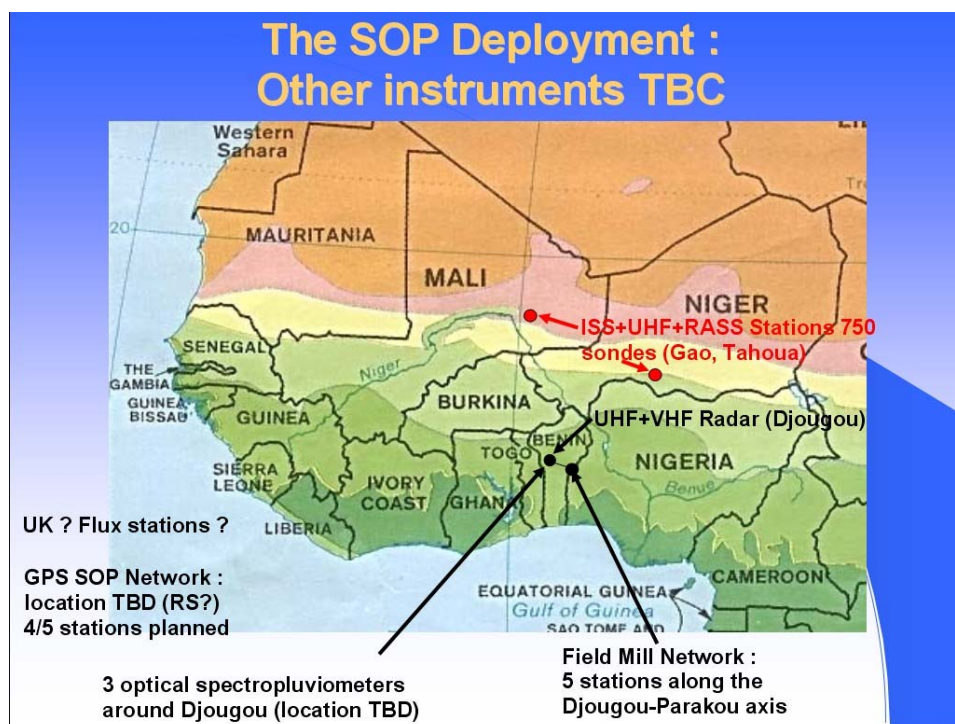 The SOP Deployment :
Other instruments TBC
Western
Sahara
20
MAURITANIA
MALI
NIGER
ISS+UHF+RASS Stations 750
sondes (Gao, Tahoua)
SENEGAL
THE
GAMBIA
GUINEA
BISSAU
Niger
BURKINA
UHF+VHF Radar (Djougou)
GUINEA
BENIN
TOGO
NIGERIA
SIERRA
LEONE
IVORY
COAST
GHANA
Benue
LIBERIA
UK ? Flux stations ?
CAMEROON
GPS SOP Network :
location TBD (RS?)
4/5 stations planned
EQUATORIAL GUINEA
Gulf of Guinea
SAO TOME AND
3 optical spectropluviometers
around Djougou (location TBD)
Field Mill Network :
5 stations along the
Djougou-Parakou axis